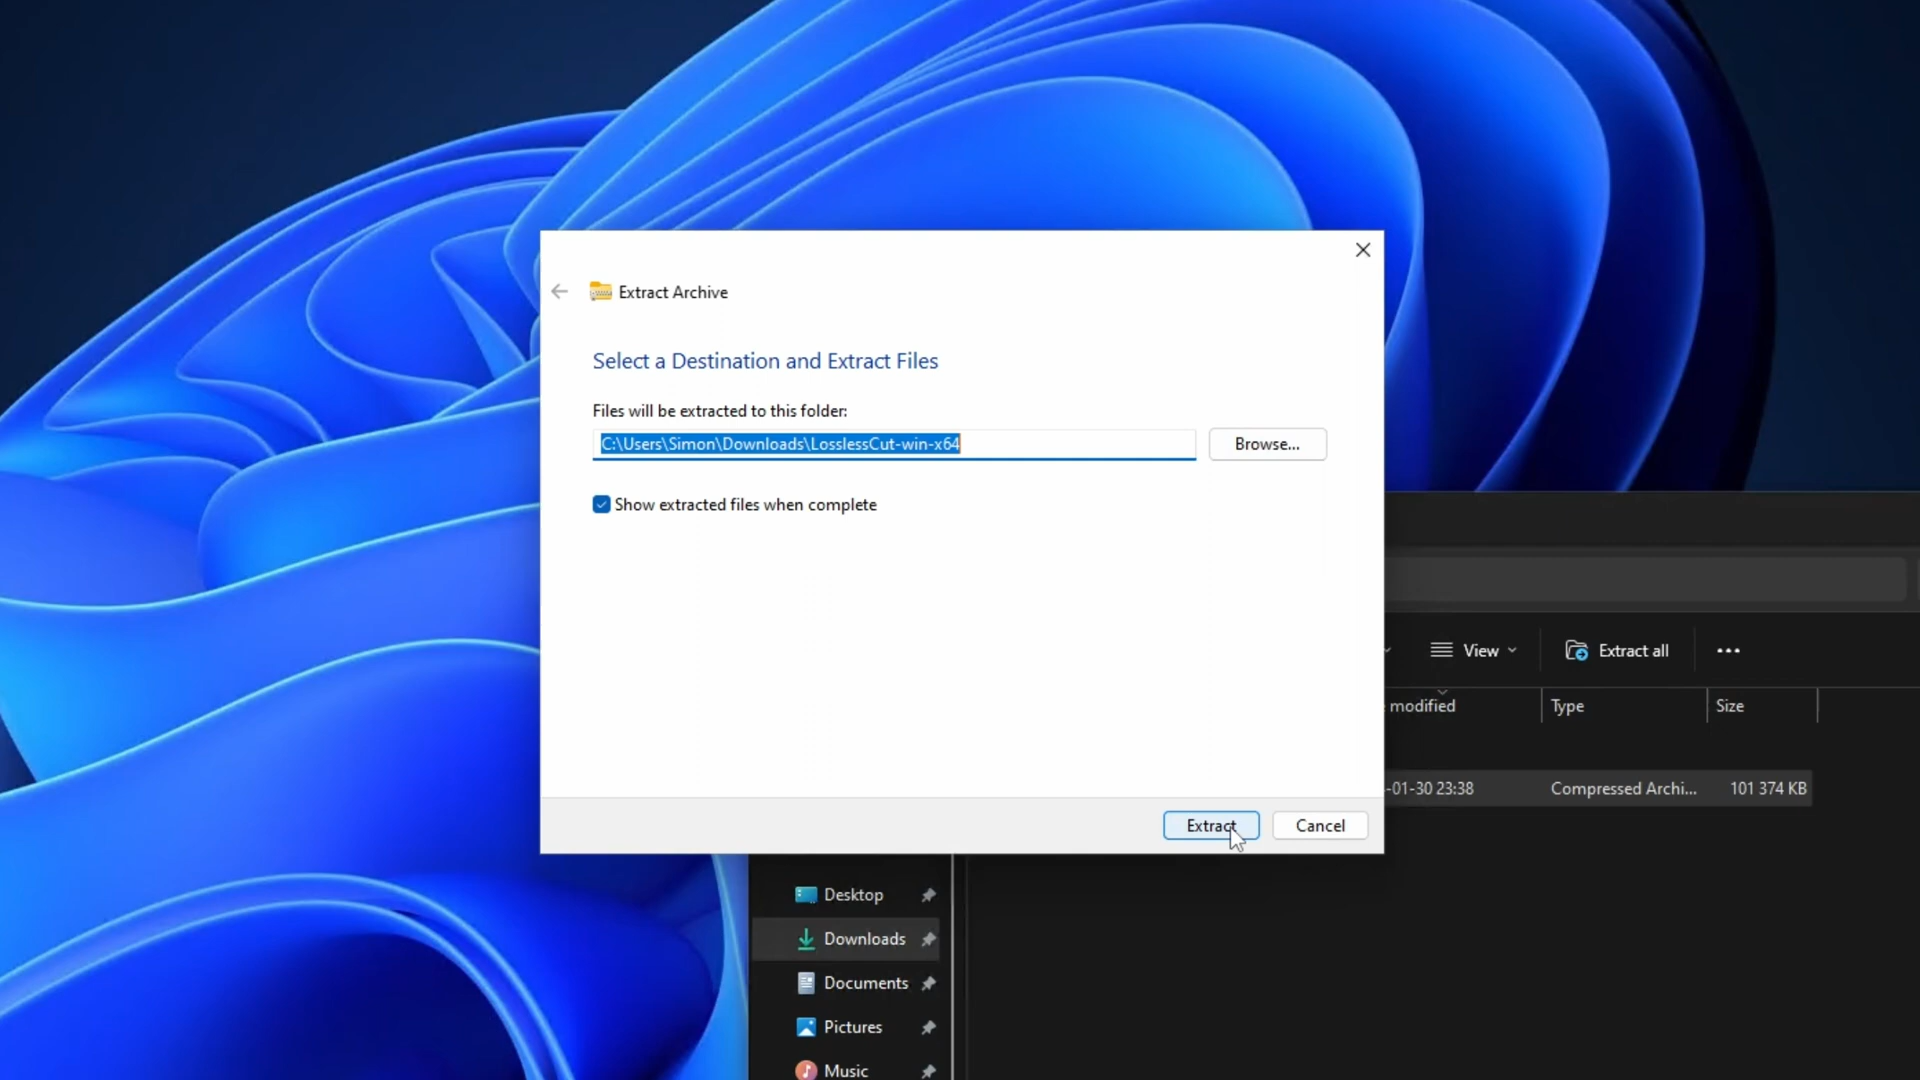 Extract Archive
Select a Destination and Extract Files
Files will be extracted to this folder:
C:\Users\Simon\Downloads\LosslessCut-win-x64
Browse...
Show extracted files when complete
View
Extract all
modified
Type
Size
-01-30 23:38
Compressed Archi...
101 374 KB
Extract
Cancel
Desktop
Downloads
Documents
Pictures
Music